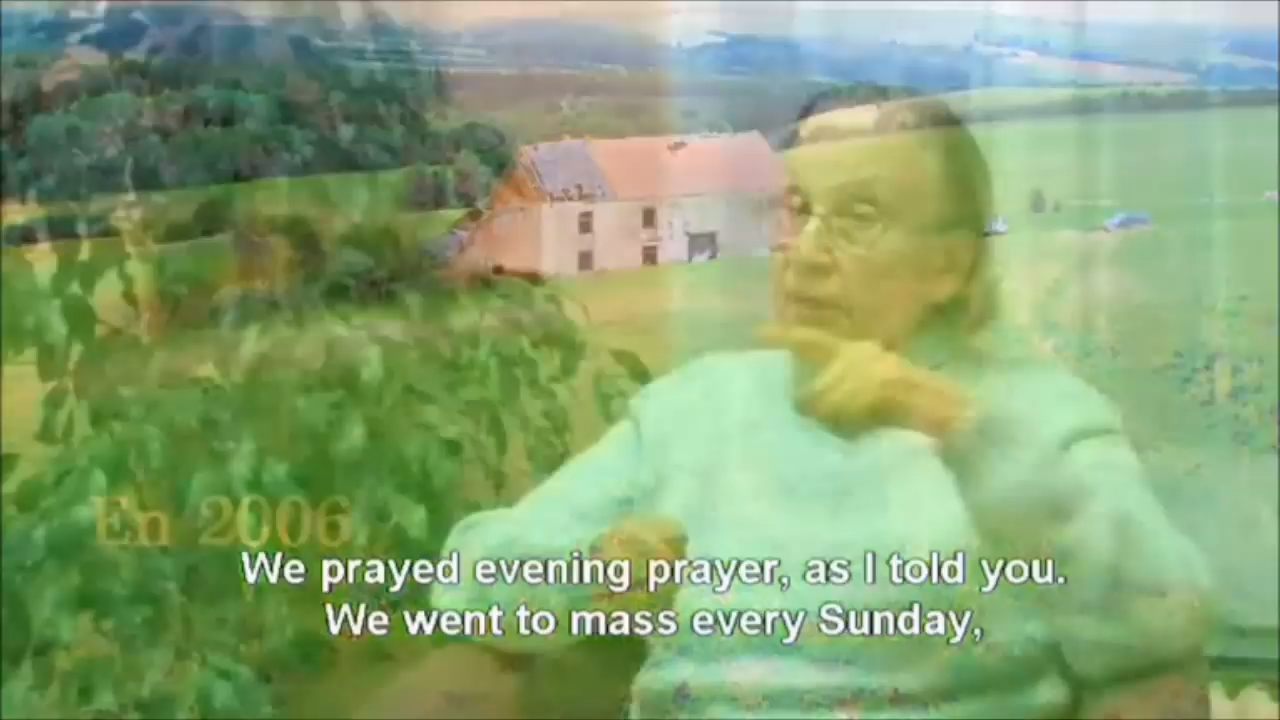 En 2006
We prayed evening prayer, as I told you.
We went to mass every Sunday,